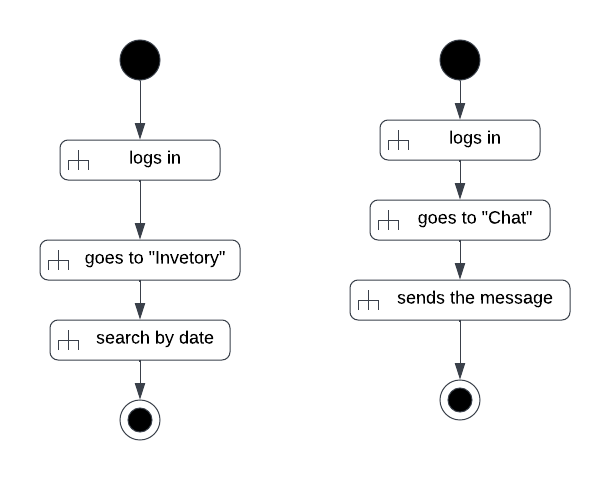 logs in
goes to "Invetory"
search by date
logs in
goes to "Chat"
sends the message